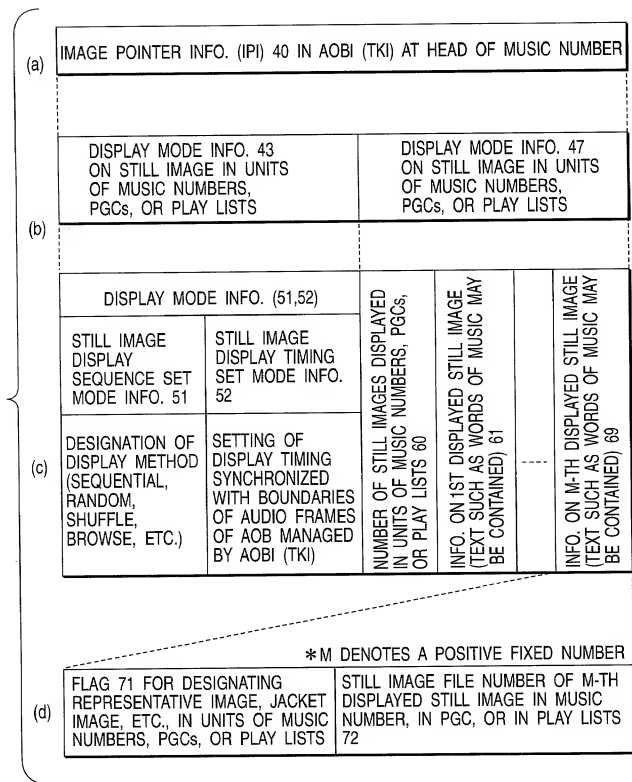 (a)
IMAGE POINTER INFO. (IPI) 40 IN AOBI (TKI) AT HEAD OF MUSIC NUMBER
(b)
DISPLAY MODE INFO. 43
ON STILL IMAGE IN UNITS
OF MUSIC NUMBERS,
PGCs, OR PLAY LISTS
DISPLAY MODE INFO. 47
ON STILL IMAGE IN UNITS
OF MUSIC NUMBERS,
PGCs, OR PLAY LISTS
(c)
DISPLAY MODE INFO. (51,52)
STILL IMAGE
DISPLAY
SEQUENCE SET
MODE INFO. 51
STILL IMAGE
DISPLAY TIMING
SET MODE INFO.
52
DESIGNATION OF
DISPLAY METHOD
(SEQUENTIAL,
RANDOM,
SHUFFLE,
BROWSE, ETC.)
SETTING OF
DISPLAY TIMING
SYNCHRONIZED
WITH BOUNDARIES
OF AUDIO FRAMES
OF AOB MANAGED
BY AOBI (TKI)
NUMBER OF STILL IMAGES DISPLAYED
IN UNITS OF MUSIC NUMBERS, PGCs,
OR PLAY LISTS 60
INFO. ON 1ST DISPLAYED STILL IMAGE
(TEXT SUCH AS WORDS OF MUSIC MAY
BE CONTAINED) 61
INFO. ON M-TH DISPLAYED STILL IMAGE
(TEXT SUCH AS WORDS OF MUSIC MAY
BE CONTAINED) 69
*M DENOTES A POSITIVE FIXED NUMBER
(d)
FLAG 71 FOR DESIGNATING
REPRESENTATIVE IMAGE, JACKET
IMAGE, ETC., IN UNITS OF MUSIC
NUMBERS, PGCs, OR PLAY LISTS
STILL IMAGE FILE NUMBER OF M-TH
DISPLAYED STILL IMAGE IN MUSIC
NUMBER, IN PGC, OR IN PLAY LISTS
72